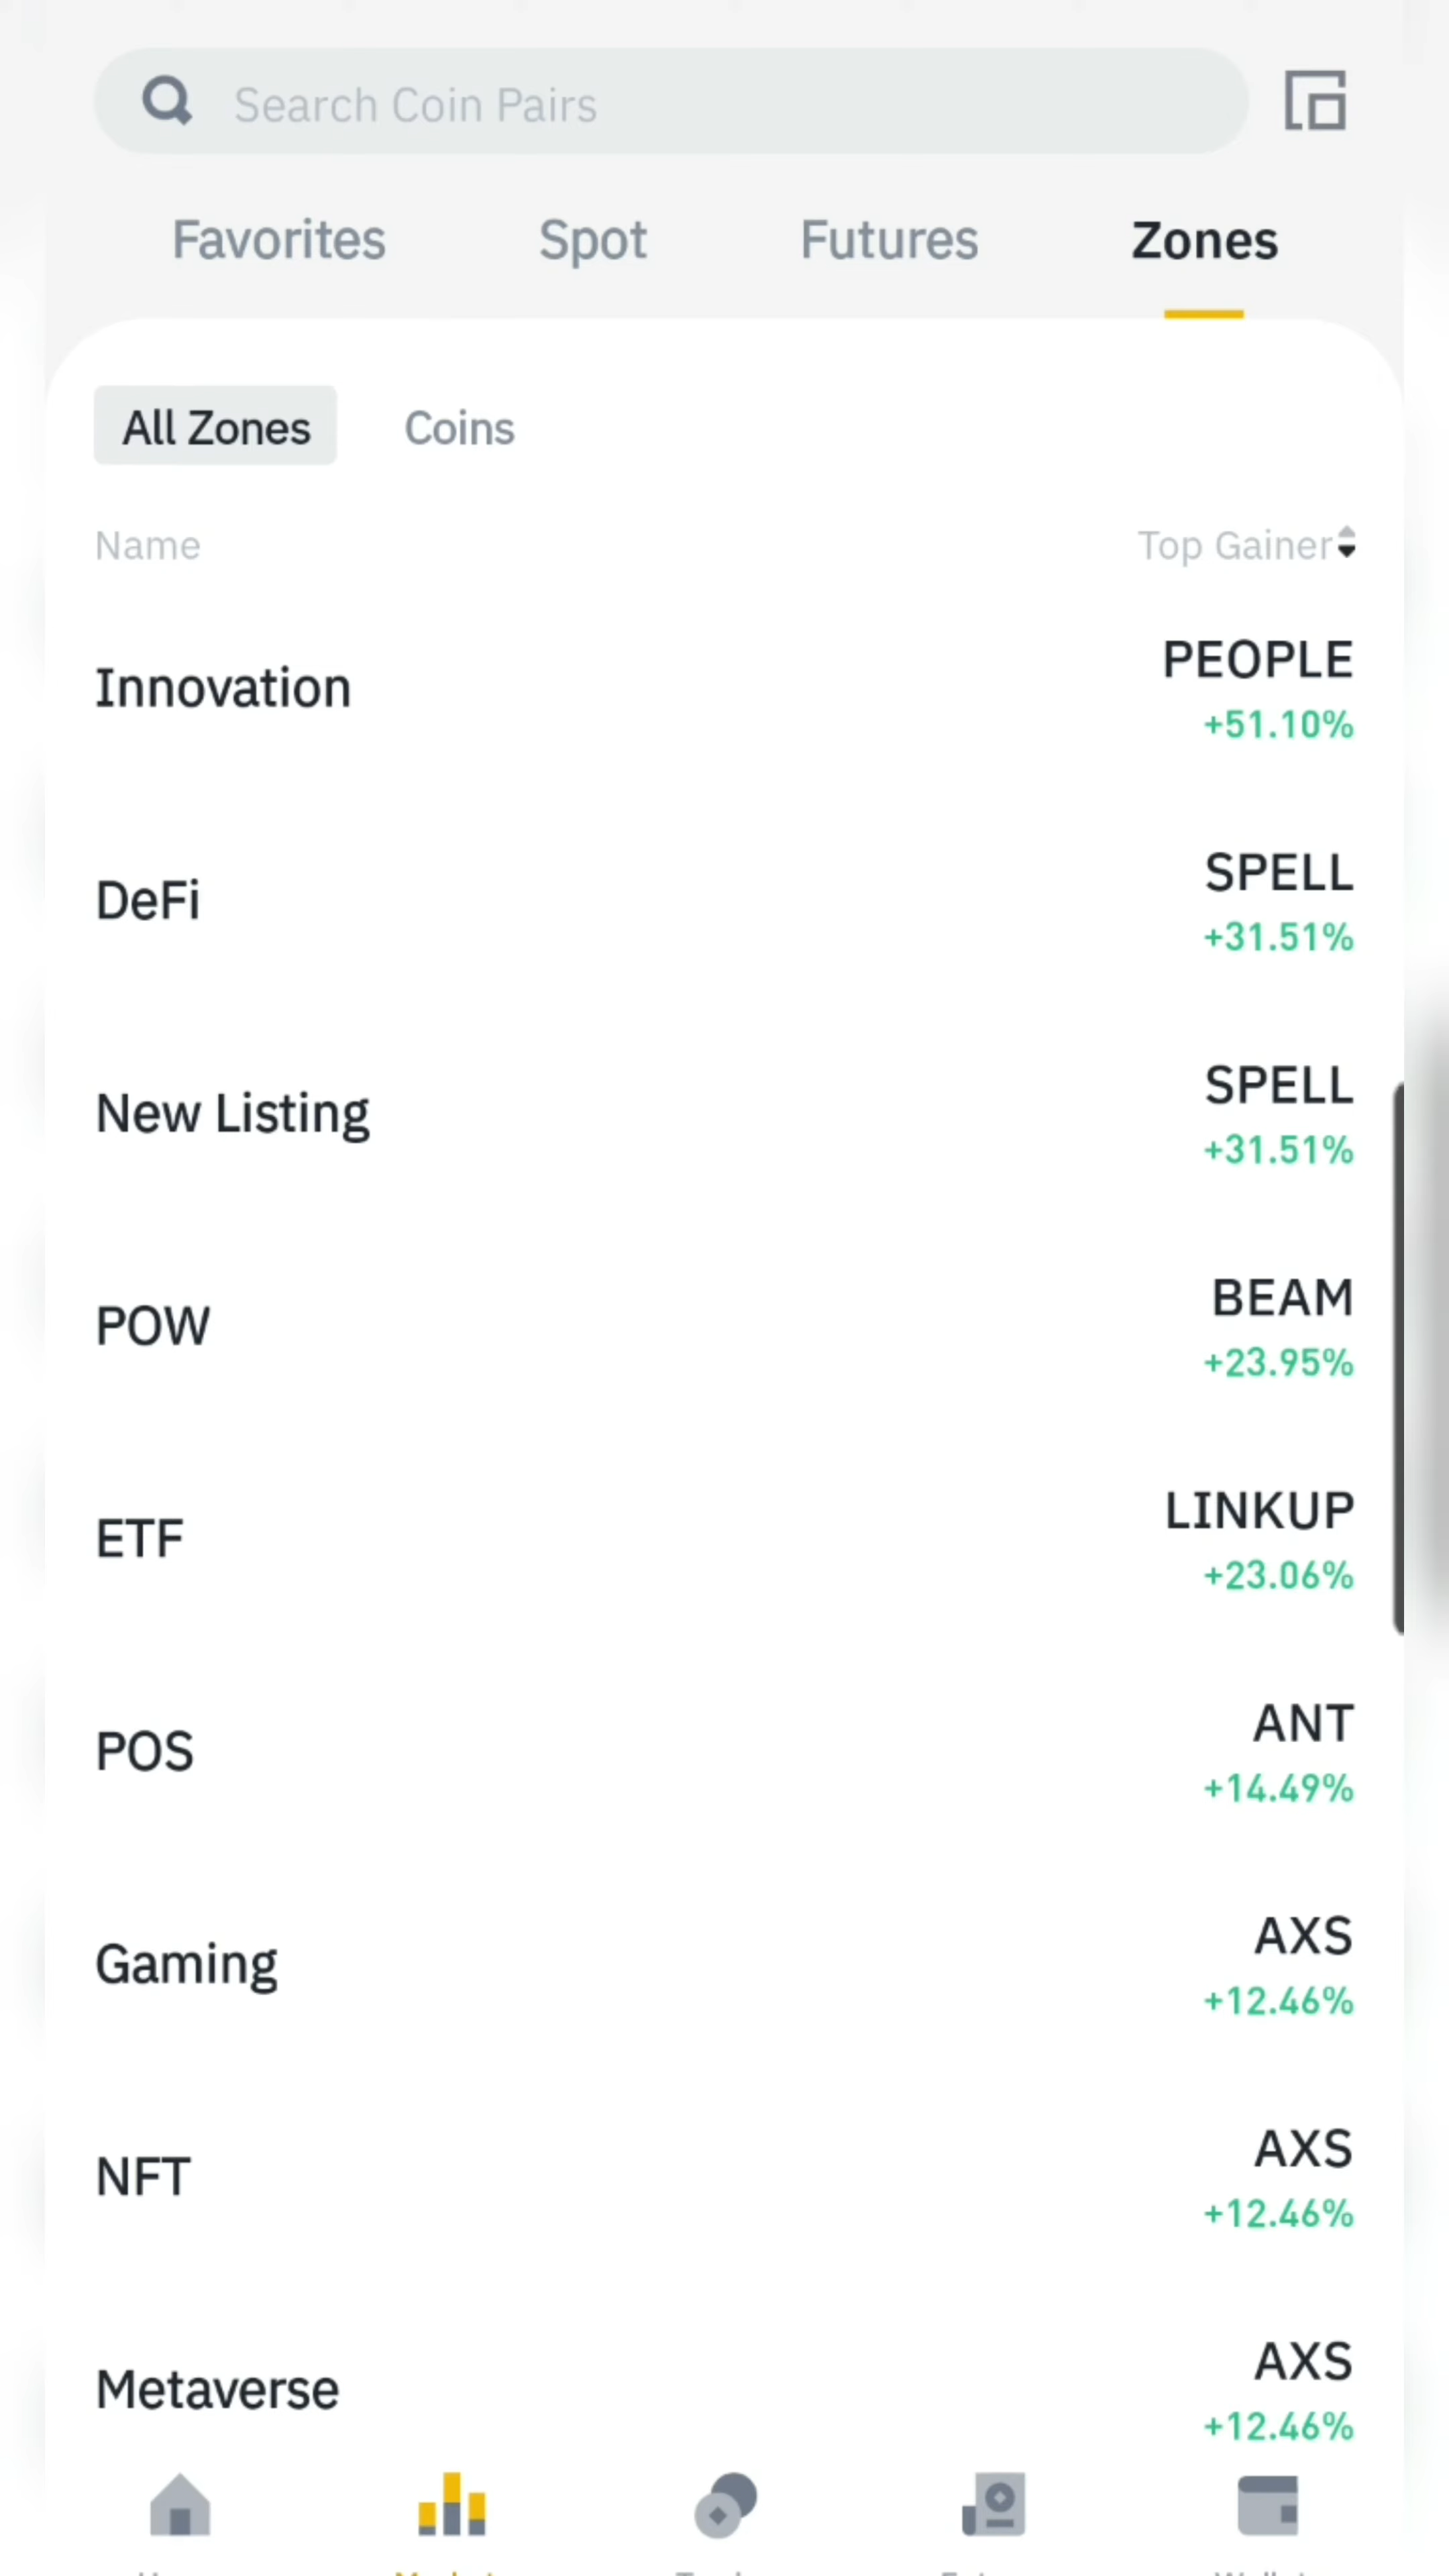 Search Coin Pairs
Favorites Spot Futures Zones
All Zones Coins
Name Top Gainer
Innovation PEOPLE
+51.10%
DeFi SPELL
+31.51%
New Listing SPELL
+31.51%
POW BEAM
+23.95%
ETF LINKUP
+23.06%
POS ANT
+14.49%
Gaming AXS
+12.46%
NFT AXS
+12.46%
Metaverse AXS
+12.46%